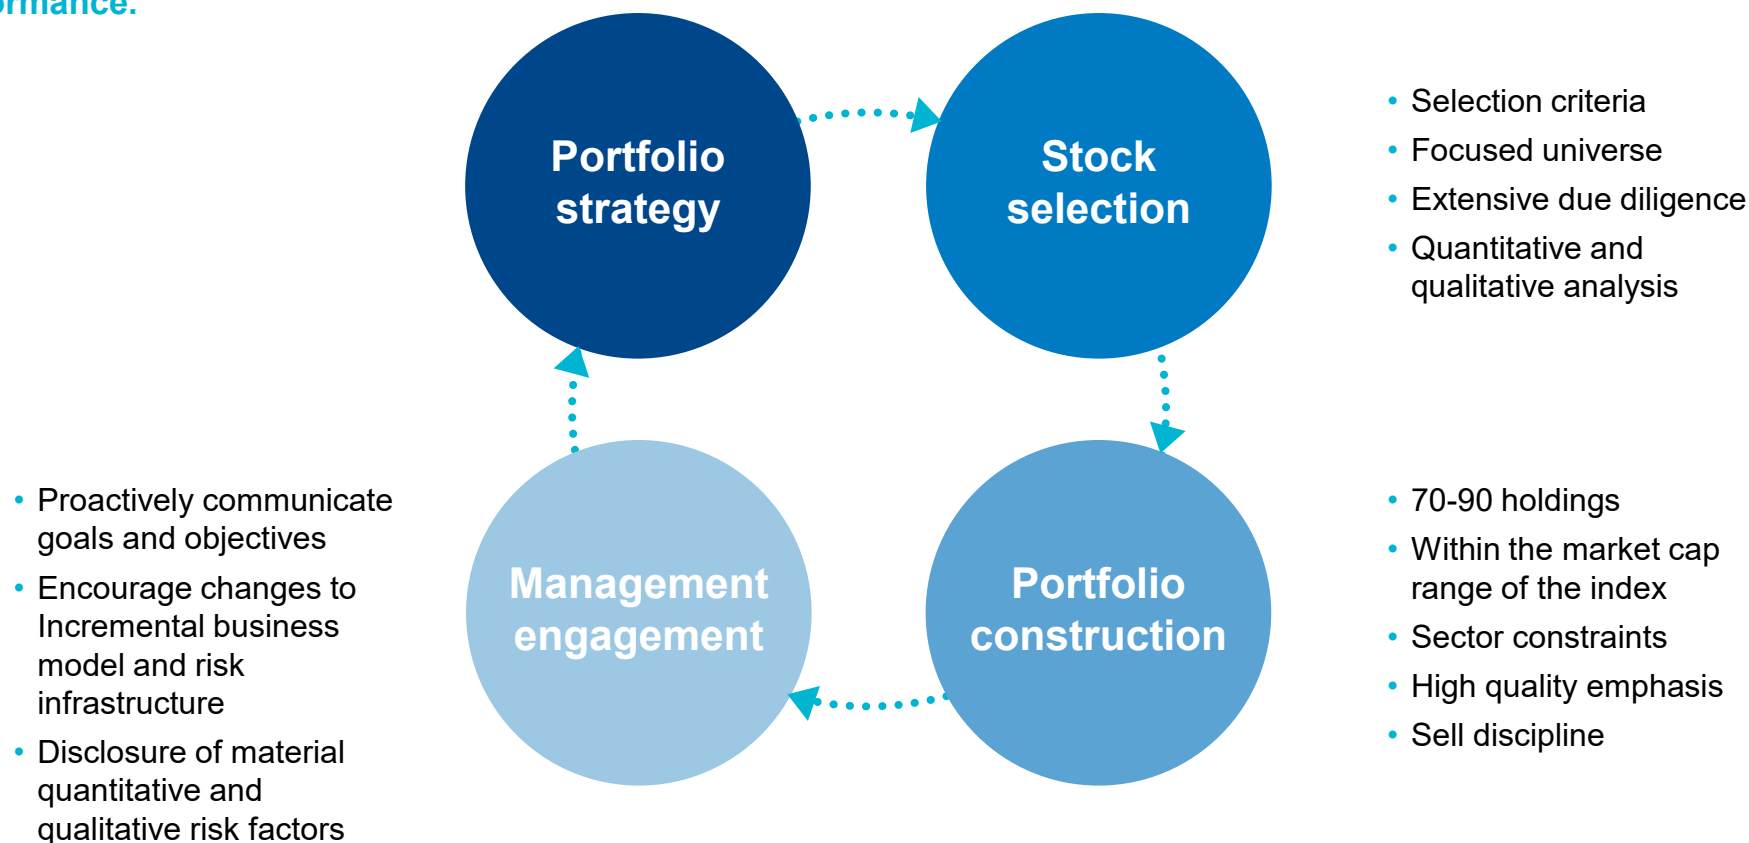 Portfolio
strategy
Stock
selection
• Selection criteria
• Focused universe
• Extensive due diligence
• Quantitative and
qualitative analysis
Management
engagement
• Proactively communicate
goals and objectives
• Encourage changes to
Incremental business
model and risk
infrastructure
• Disclosure of material
quantitative and
qualitative risk factors
Portfolio
construction
• 70-90 holdings
• Within the market cap
range of the index
• Sector constraints
• High quality emphasis
• Sell discipline